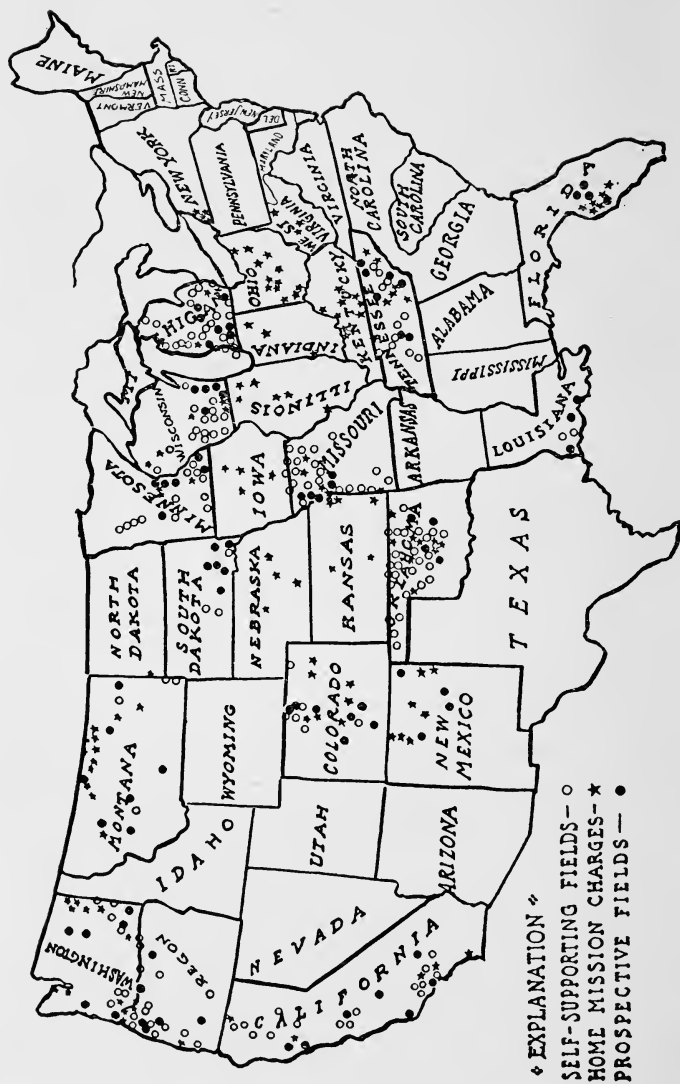 WASHINGTON
OREGON
CALIFORNIA
NEVADA
IDAHO
MONTANA
WYOMING
UTAH
ARIZONA
COLORADO
NEW
MEXICO
NORTH
DAKOTA
SOUTH
DAKOTA
NEBRASKA
KANSAS
OKLAHOMA
TEXAS
MINNESOTA
IOWA
MISSOURI
ARKANSAS
LOUISIANA
WISCONSIN
ILLINOIS
MICHIGAN
INDIANA
OHIO
KENTUCKY
TENNESSEE
MISSISSIPPI
ALABAMA
GEORGIA
FLORIDA
SOUTH
CAROLINA
NORTH
CAROLINA
VIRGINIA
WEST
VIRGINIA
MARYLAND
DEL
NEW JERSEY
PENNSYLVANIA
NEW YORK
VERMONT
NEW
HAMPSHIRE
MAINE
MASS
CONN
"EXPLANATION"
SELF-SUPPORTING FIELDS— ○
HOME MISSION CHARGES- ★
PROSPECTIVE FIELDS — ●